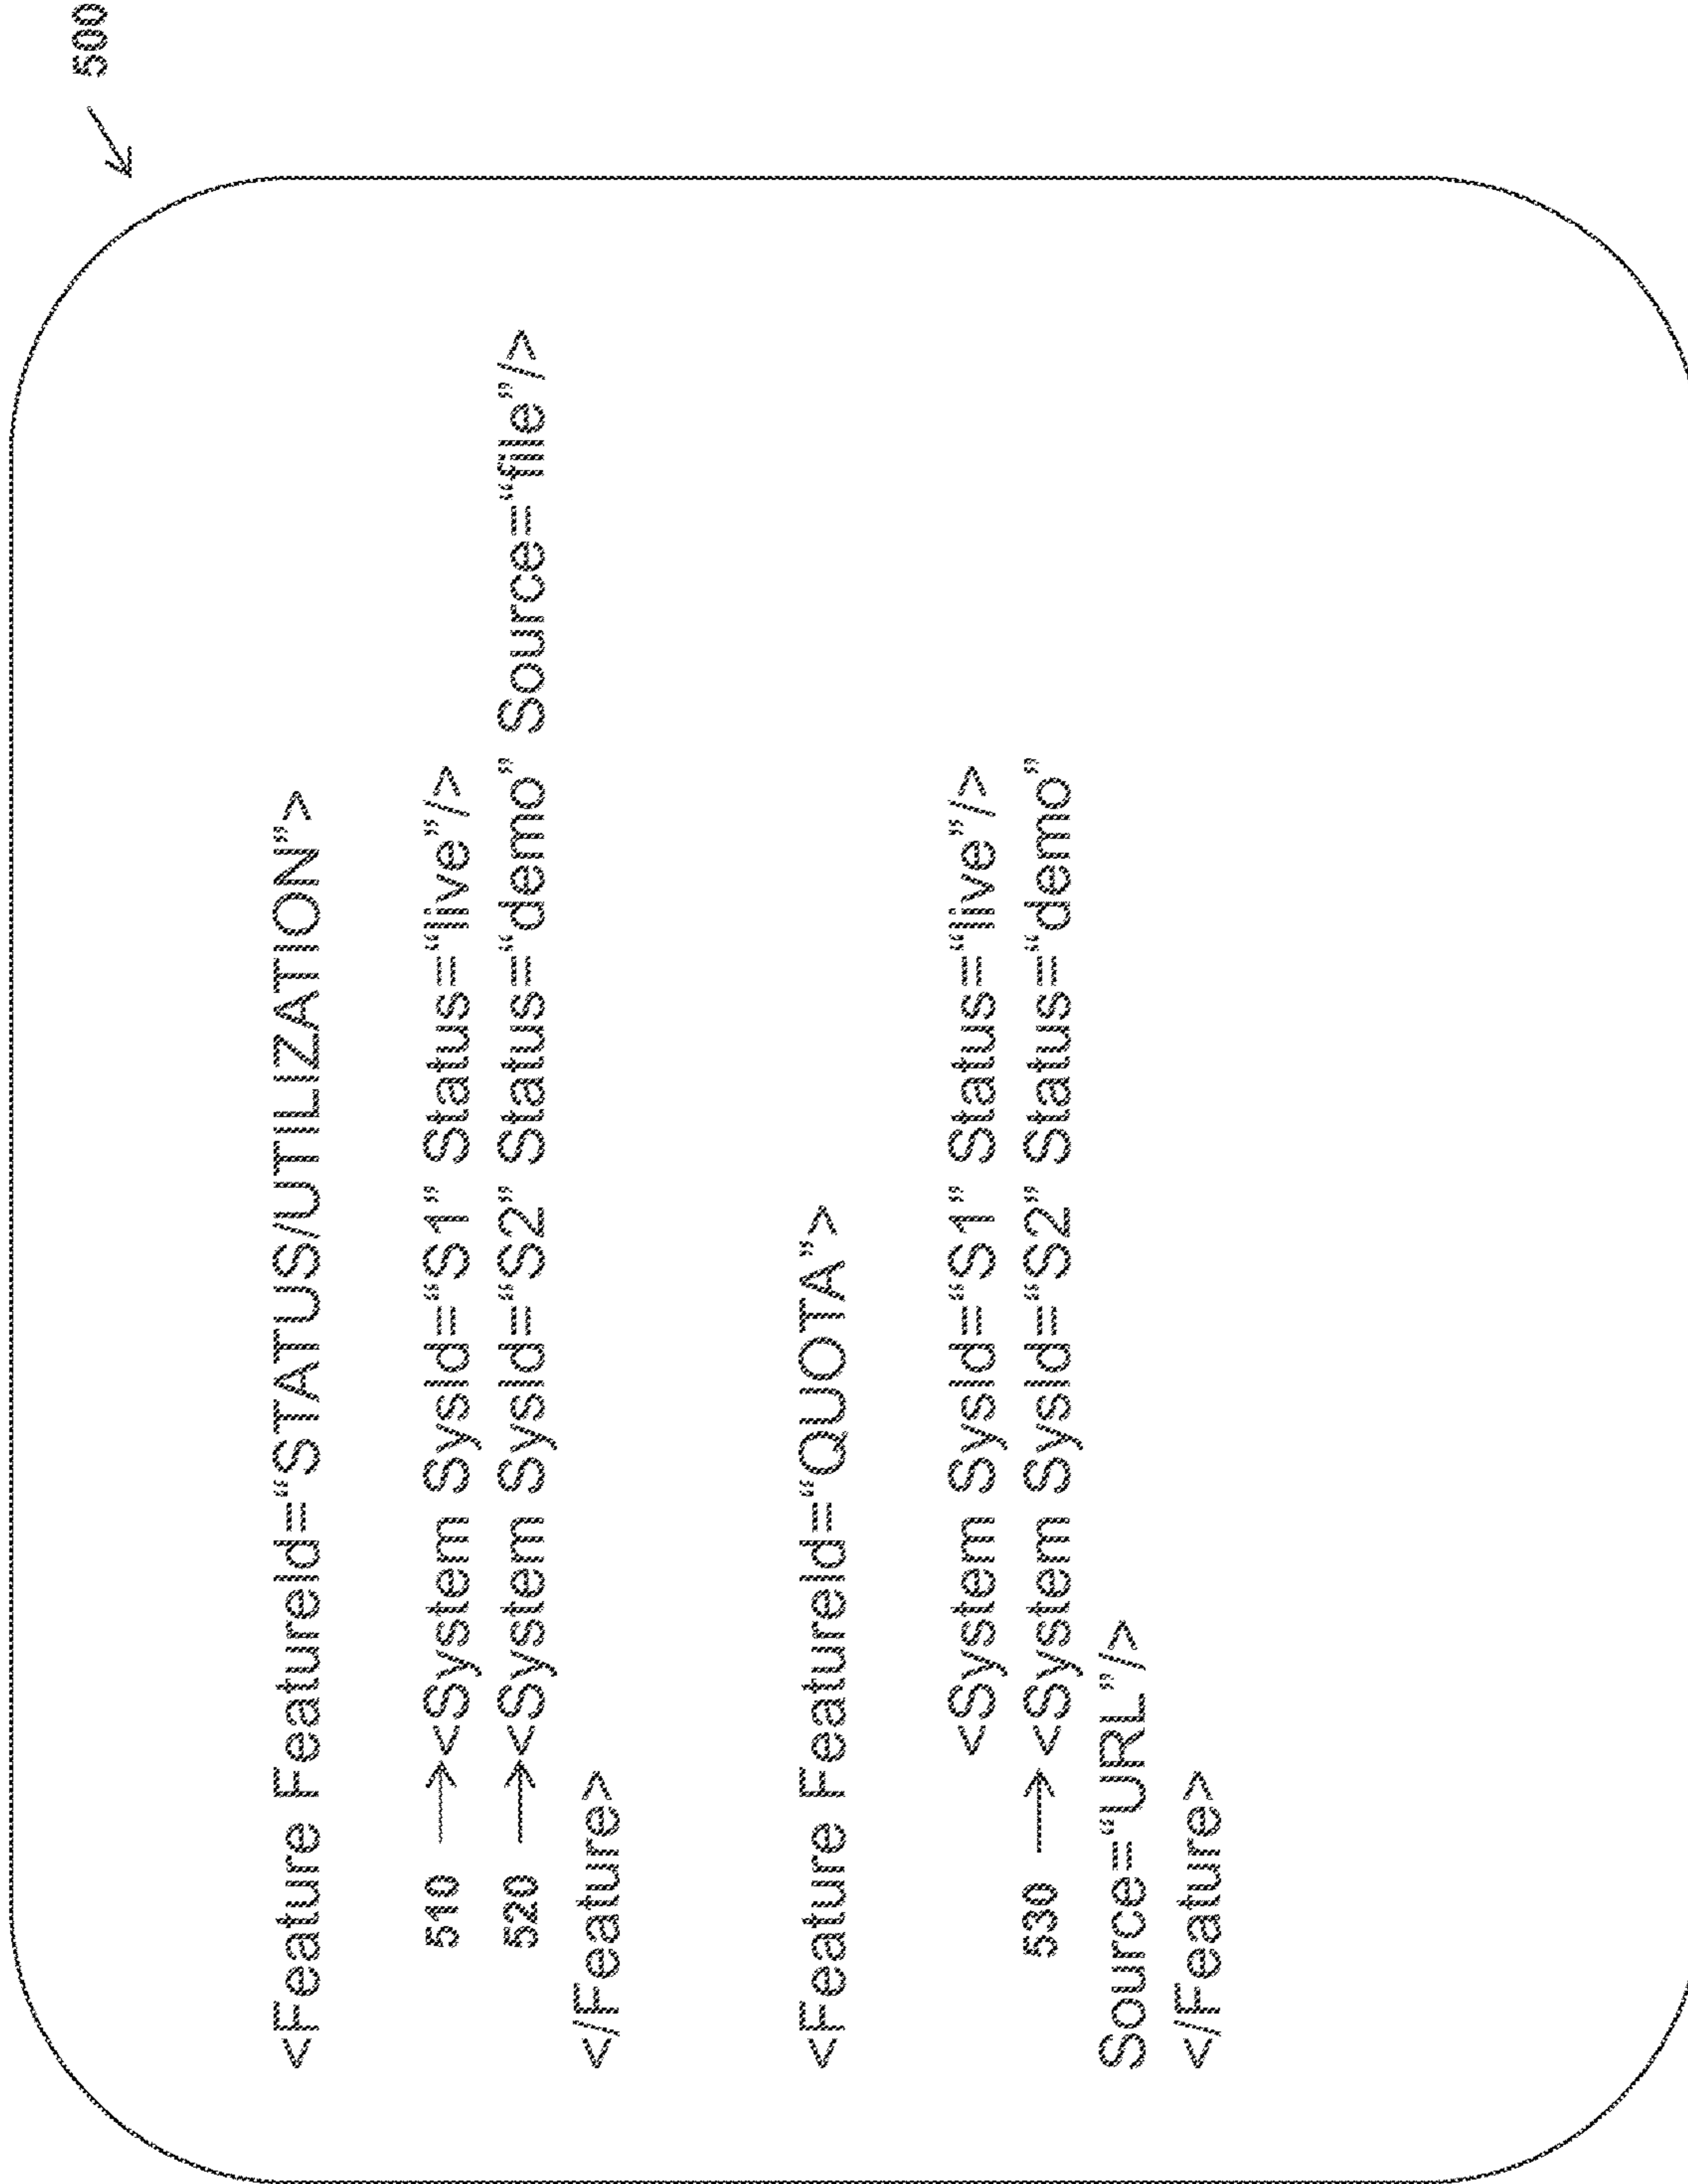 500
<Feature FeatureId=“STATUS/UTILIZATION”>
510 <System SysId=“S1” Status=“live”/>
520 <System SysId=“S2” Status=“demo” Source=“file”/>
</Feature>
<Feature FeatureId=“QUOTA”>
<System SysId=“S1” Status=“live”/>
530 <System SysId=“S2” Status=“demo”
Source=“URL”/>
</Feature>